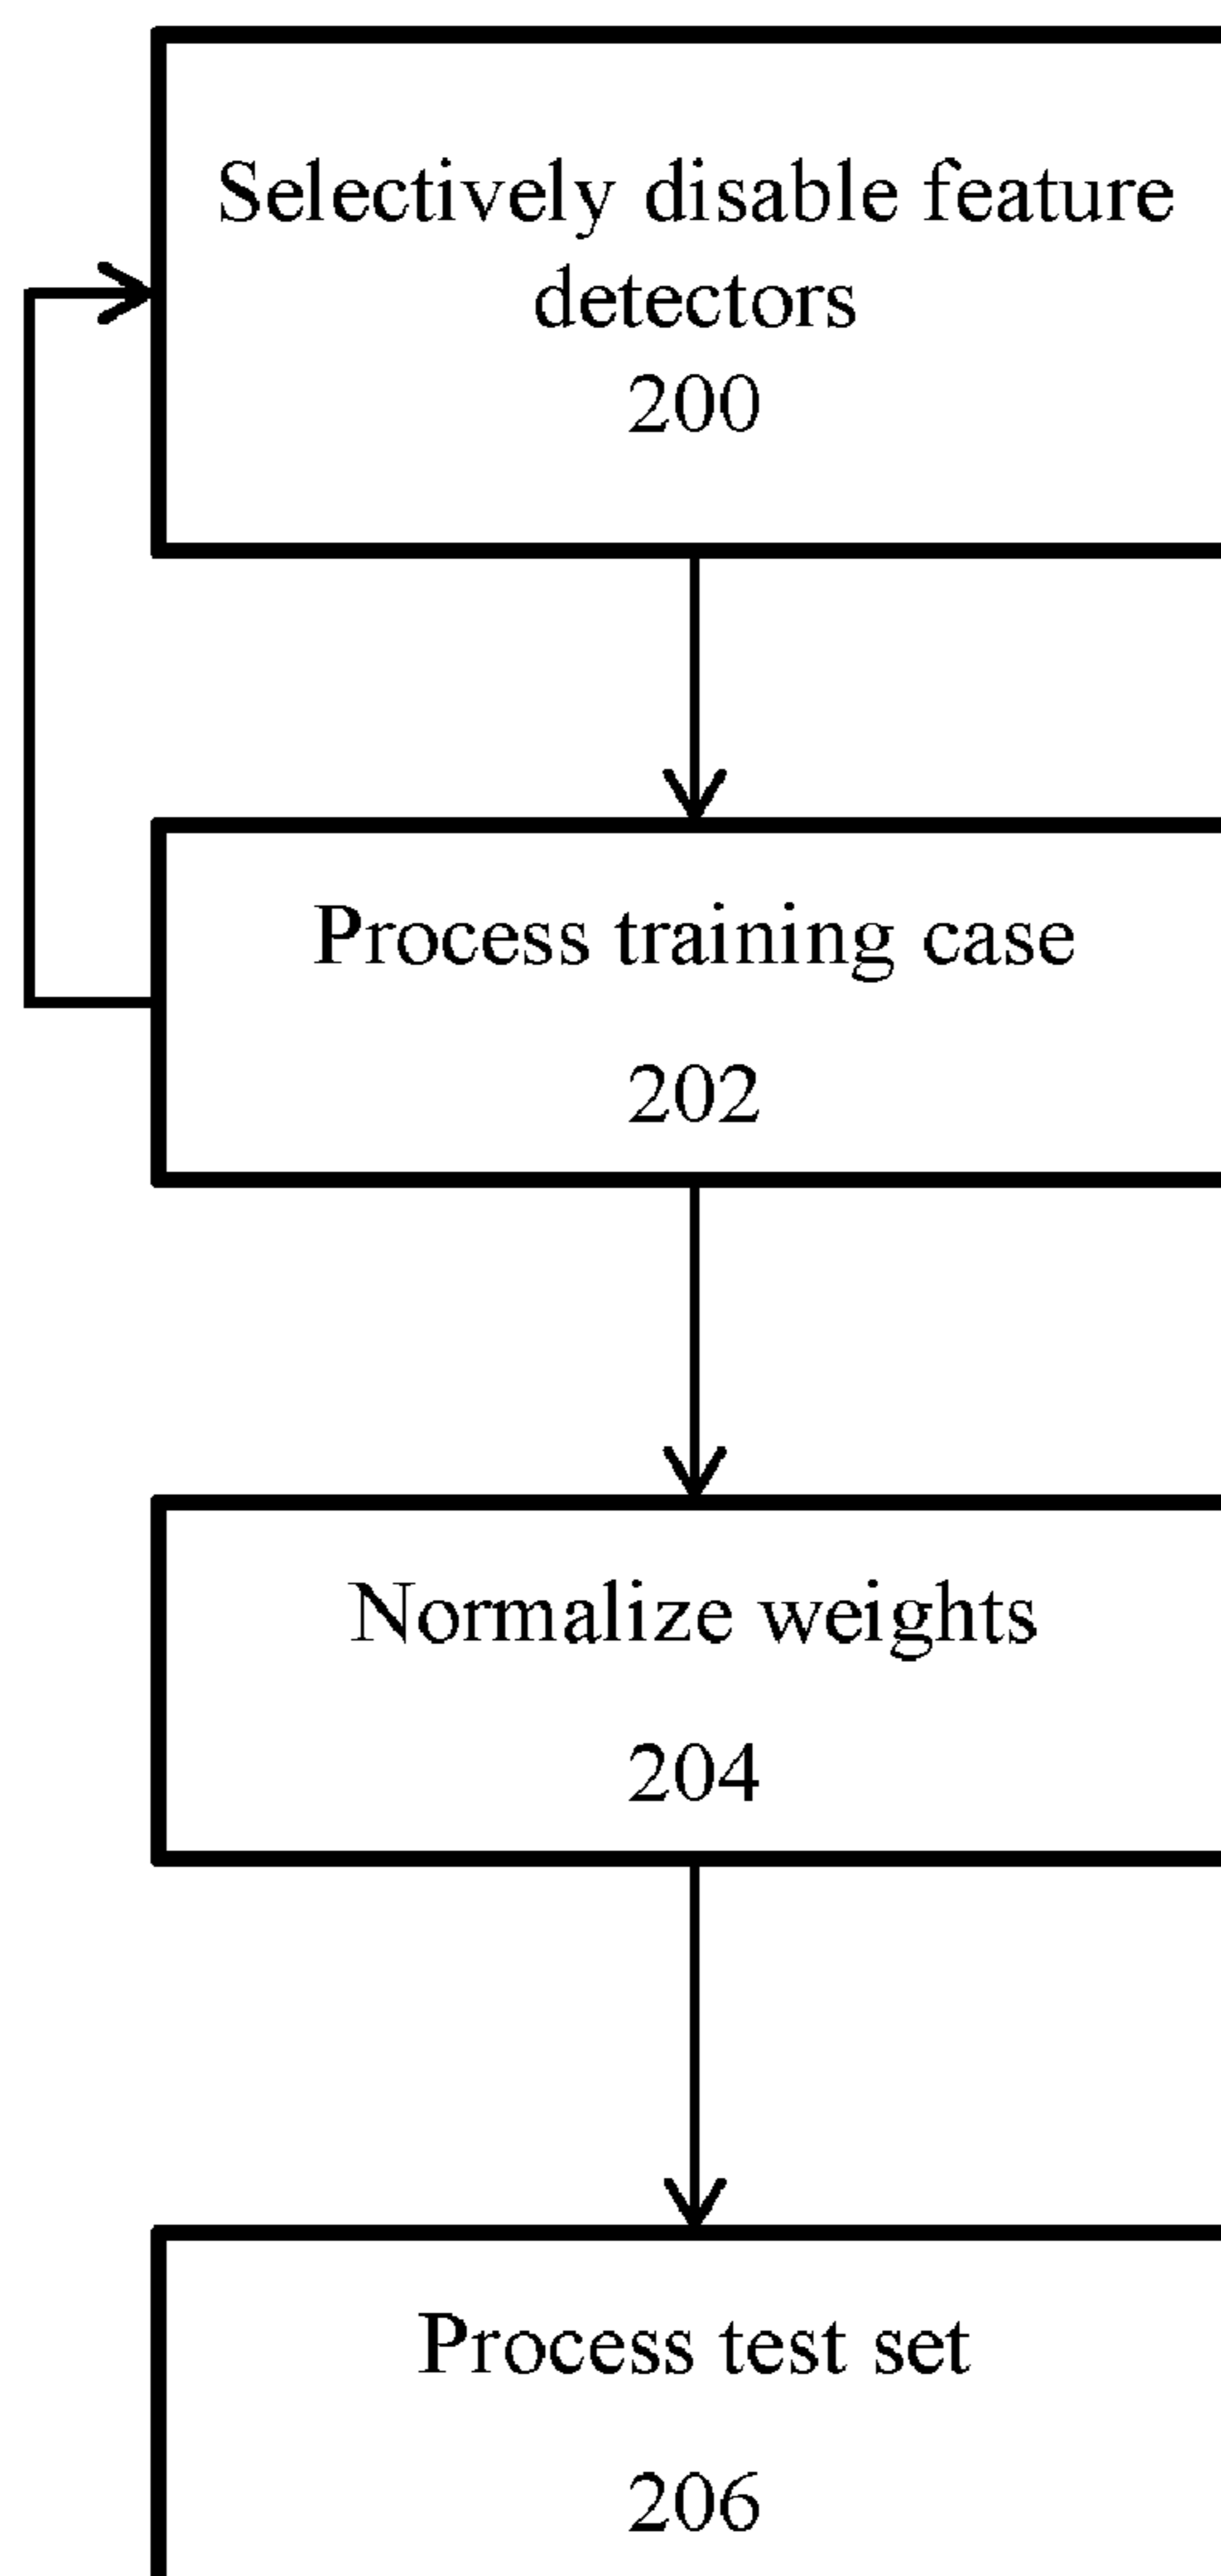 Selectively disable feature
detectors
200
Process training case
202
Normalize weights
204
Process test set
206